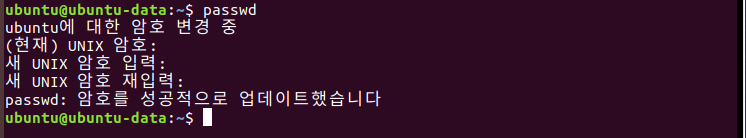 ubuntu@ubuntu-data:~$ passwd
ubuntu에 대한 암호 변경 중
(현재) UNIX 암호:
새 UNIX 암호 입력:
새 UNIX 암호 재입력:
passwd: 암호를 성공적으로 업데이트했습니다
ubuntu@ubuntu-data:~$